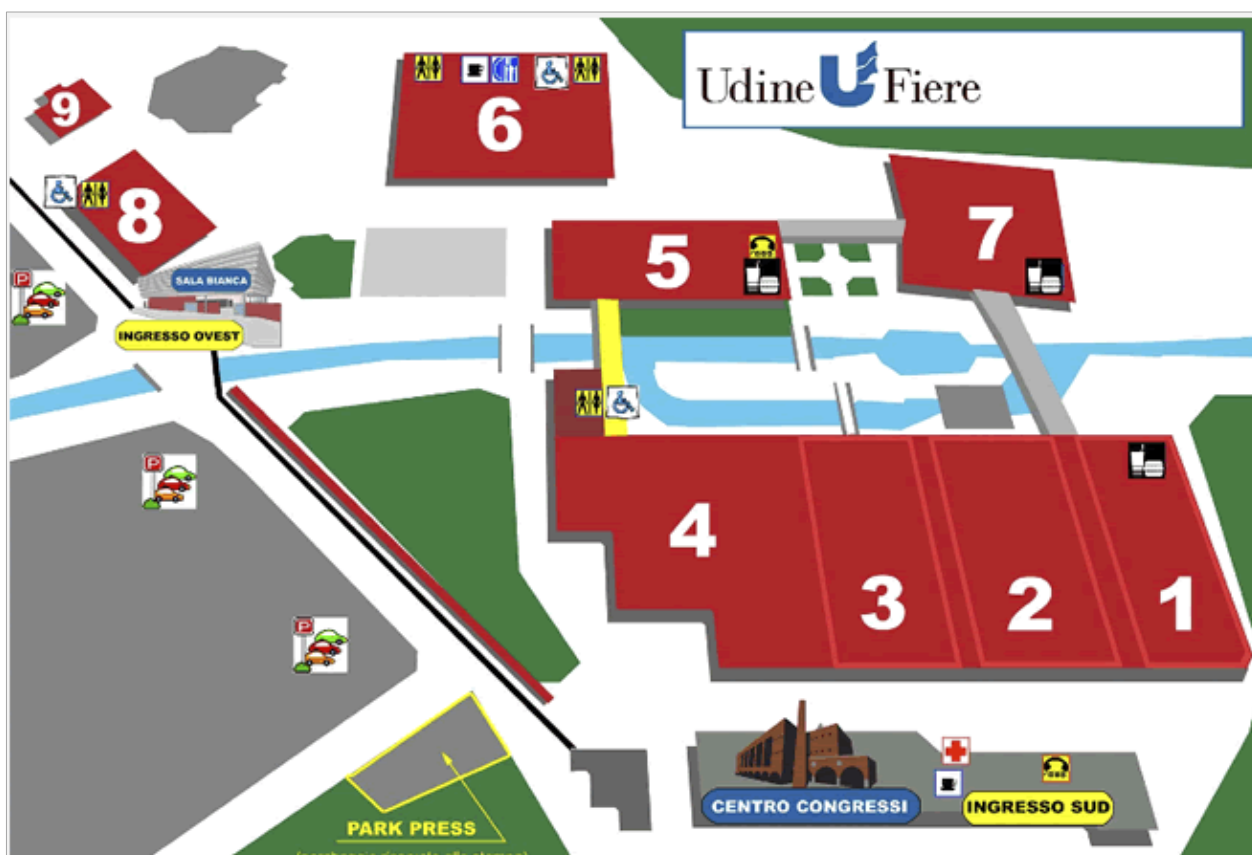 Udine Fiere
9
6
8
7
5
SALA BIANCA
INGRESSO OVEST
4
3
2
1
CENTRO CONGRESSI
INGRESSO SUD
PARK PRESS